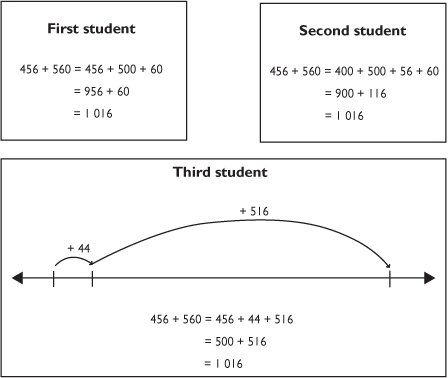 First student
456 + 560 = 456 + 500 + 60
= 956 + 60
= 1 016
Second student
456 + 560 = 400 + 500 + 56 + 60
= 900 + 116
= 1 016
Third student
+ 516
+ 44
456 + 560 = 456 + 44 + 516
= 500 + 516
= 1 016